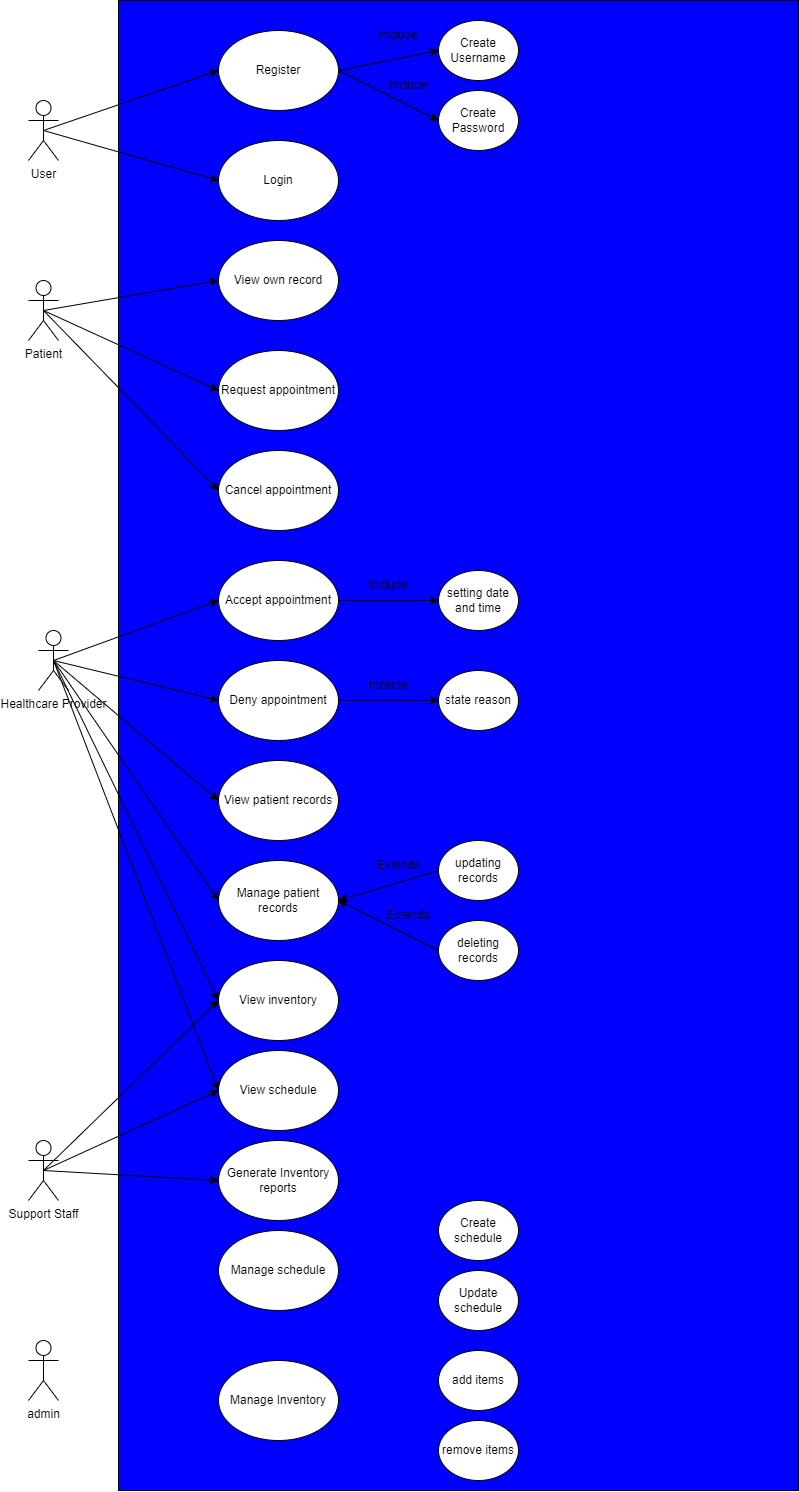 Include
Create
Username
Register
Include
Create
Password
User
Login
View own record
Patient
Request appointment
Cancel appointment
Include
setting date
and time
Accept appointment
Include
Healthcare Provider
Deny appointment
state reason
View patient records
Extends
updating
records
Manage patient
records
Extends
deleting
records
View inventory
View schedule
Generate Inventory
reports
Support Staff
Create
schedule
Manage schedule
Update
schedule
add items
admin
Manage Inventory
remove items